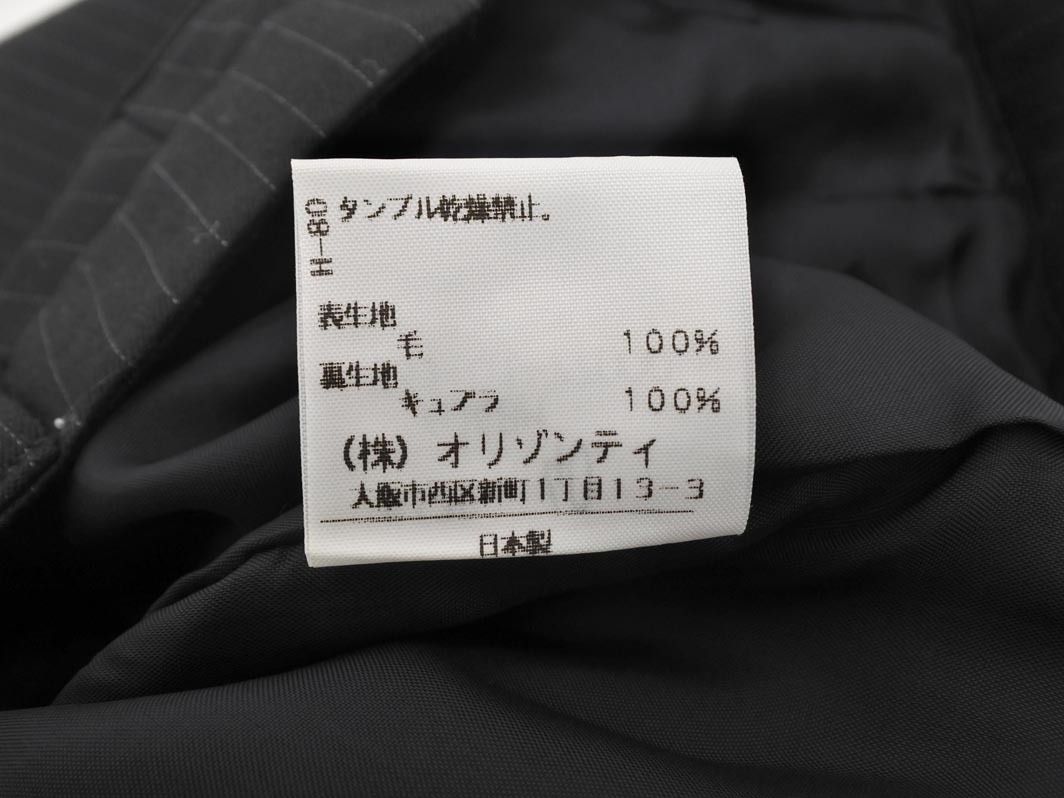 タンブル乾燥禁止。
H-80
表生地
毛 100%
裏生地
キュプラ 100%
(株) オリゾンティ
大阪市西区新町1丁目13-3
日本製